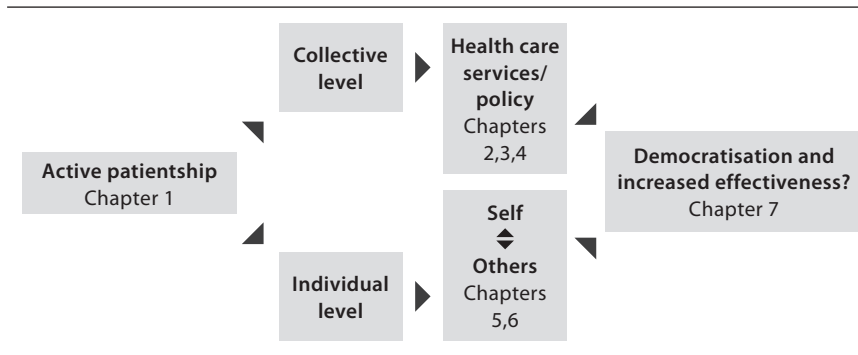 Active patientship
Chapter 1
Collective
level
Health care
services/
policy
Chapters
2,3,4
Individual
level
Self
Others
Chapters
5,6
Democratisation and
increased effectiveness?
Chapter 7